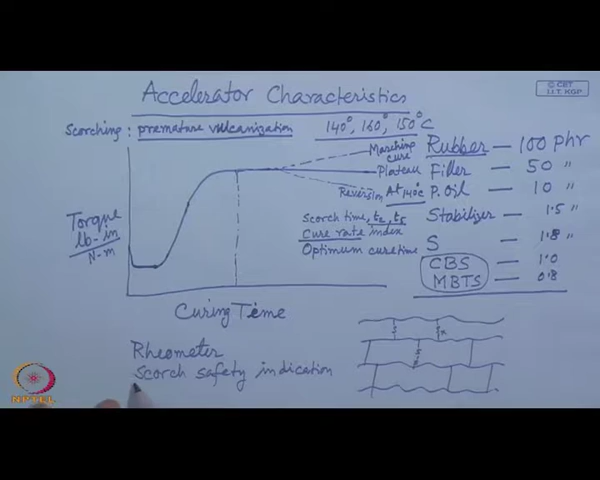 © CET
I.I.T. KGP
Accelerator Characteristics
Scorching : premature vulcanization 140°, 160°, 150°C
Marching cure
Plateau
Reversion At 140°C
Rubber — 100 Phr
Filler — 50 "
P. Oil — 10 "
Stabilizer — 1.5 "
S — 1.8 "
CBS — 1.0
MBTS — 0.8
Torque
lb-in
N-m
Scorch time, t2, t5
Cure rate index
Optimum cure time
Curing Time
Rheometer
Scorch safety indication
S
Sx
S
NPTEL